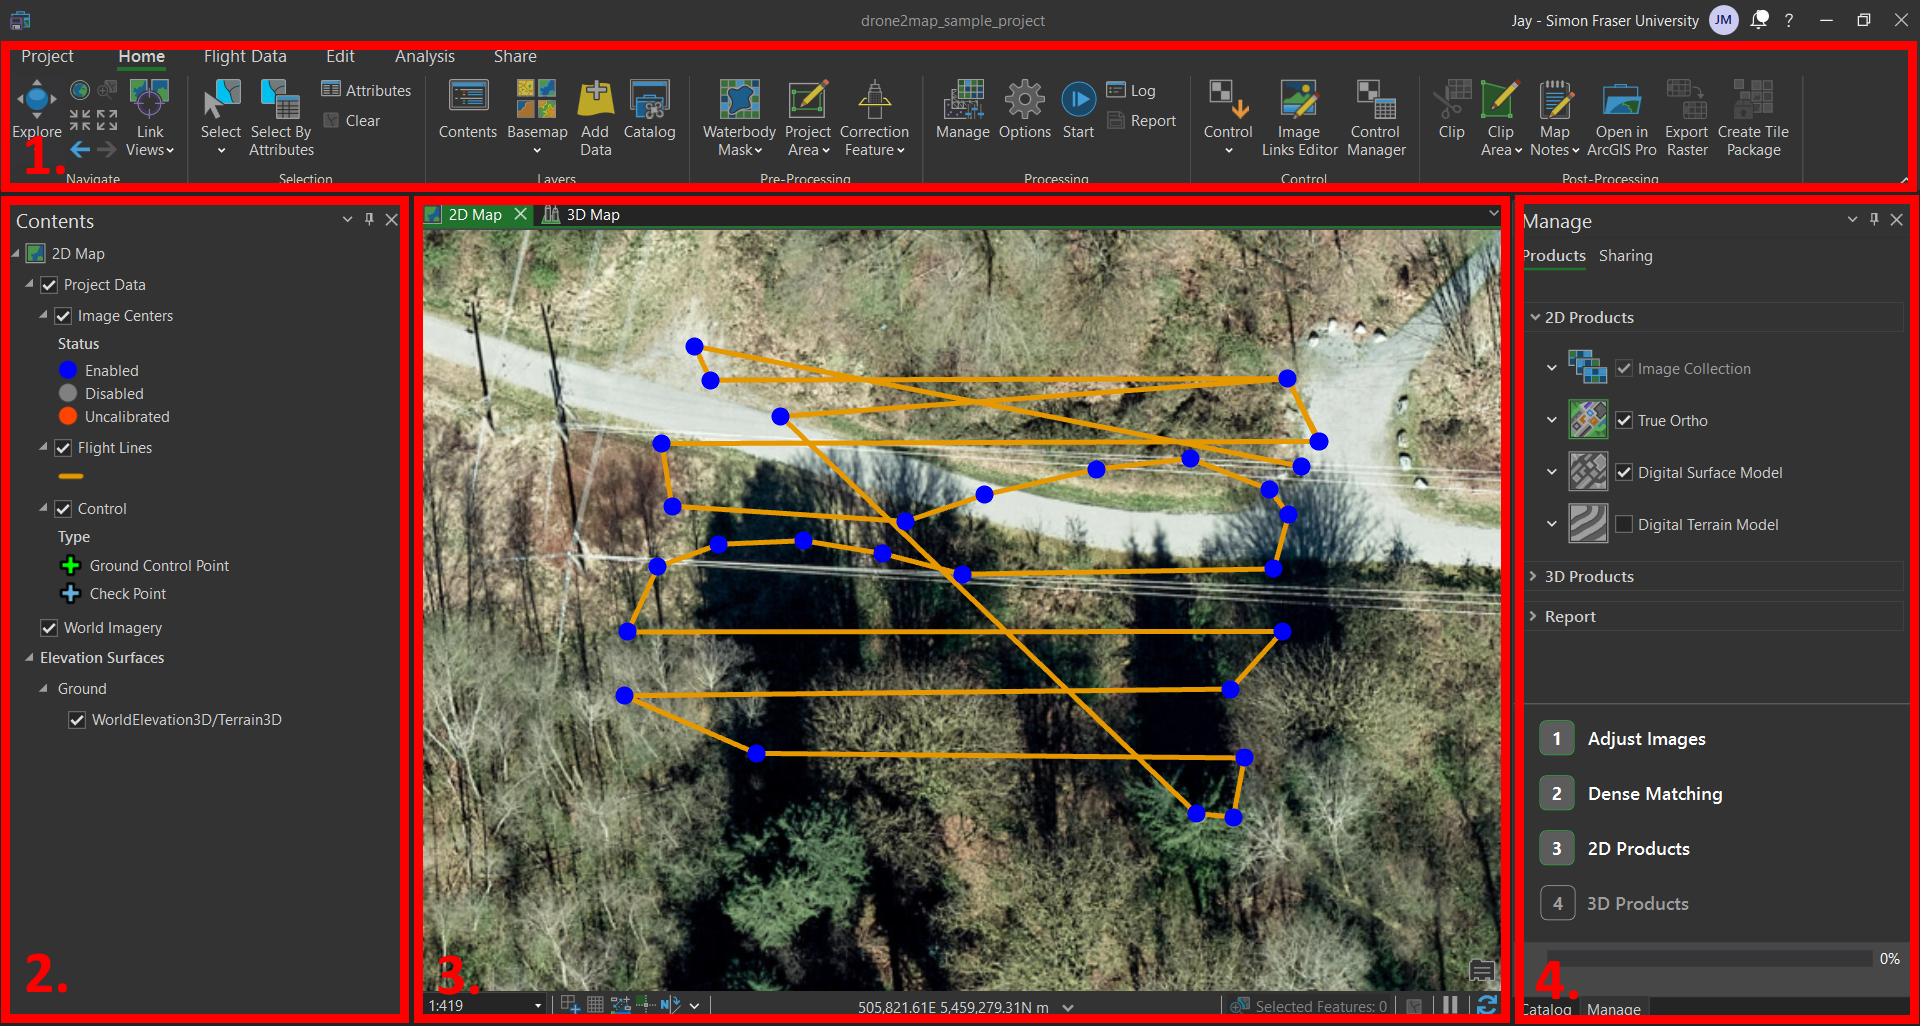 drone2map_sample_project
Jay - Simon Fraser University JM ?
Project Home Flight Data Edit Analysis Share
Explore
Link Views
Navigate
Select
Select By Attributes
Attributes
Clear
Selection
Contents
Basemap
Add Data
Catalog
Layers
Waterbody Mask
Project Area
Correction Feature
Pre-Processing
Manage
Options
Start
Log
Report
Processing
Control
Image Links Editor
Control Manager
Control
Clip
Clip Area
Map Notes
Open in ArcGIS Pro
Export Raster
Create Tile Package
Post-Processing
1.
Contents
2D Map
Project Data
Image Centers
Status
Enabled
Disabled
Uncalibrated
Flight Lines
Control
Type
Ground Control Point
Check Point
World Imagery
Elevation Surfaces
Ground
WorldElevation3D/Terrain3D
2.
2D Map 3D Map
3.
1:419
N
505,821.61E 5,459,279.31N m
Selected Features: 0
Manage
Products Sharing
2D Products
Image Collection
True Ortho
Digital Surface Model
Digital Terrain Model
3D Products
Report
1 Adjust Images
2 Dense Matching
3 2D Products
4 3D Products
0%
4.
Catalog Manage